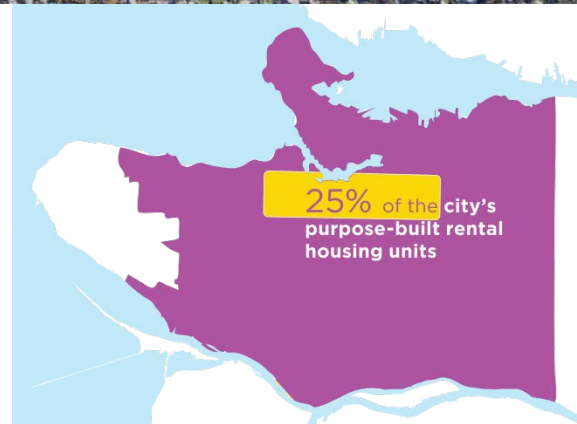 25% of the city's
purpose-built rental
housing units